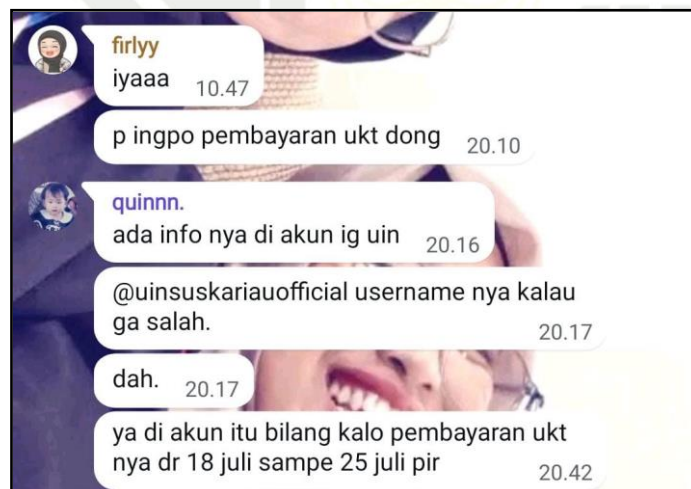 firlyy
iyaaa 10.47
p ingpo pembayaran ukt dong 20.10
quinnn.
ada info nya di akun ig uin 20.16
@uinsuskariauofficial username nya kalau
ga salah. 20.17
dah. 20.17
ya di akun itu bilang kalo pembayaran ukt
nya dr 18 juli sampe 25 juli pir 20.42